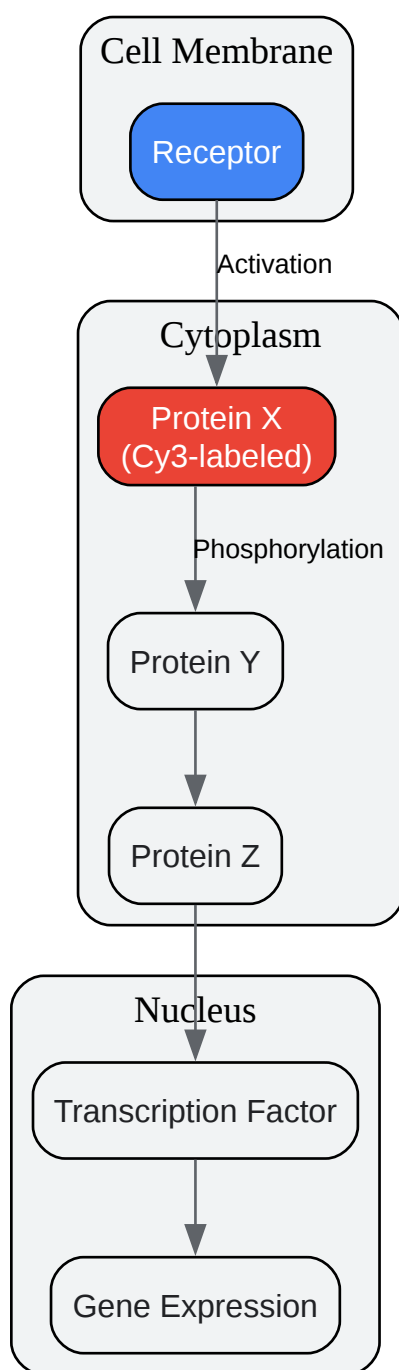 Cell Membrane
Receptor
Activation
Cytoplasm
Protein X
(Cy3-labeled)
Phosphorylation
Protein Y
Protein Z
Nucleus
Transcription Factor
Gene Expression